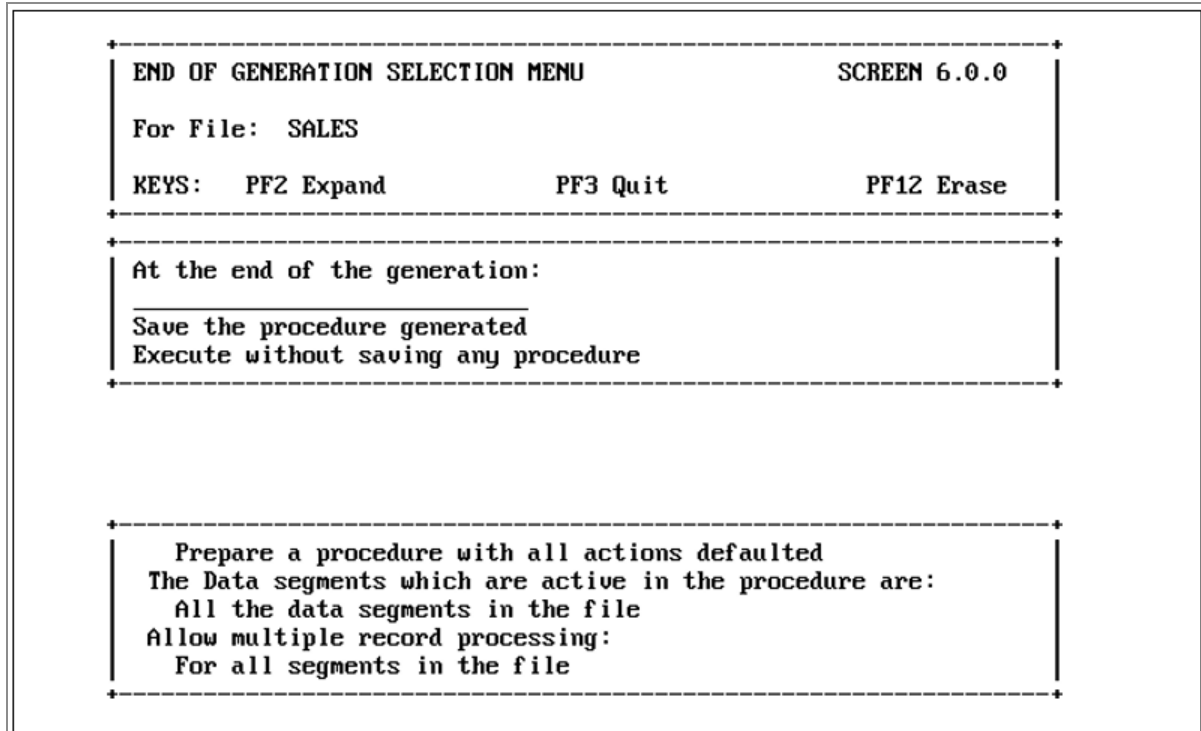 END OF GENERATION SELECTION MENU SCREEN 6.0.0
For File: SALES
KEYS: PF2 Expand PF3 Quit PF12 Erase
At the end of the generation:
Save the procedure generated
Execute without saving any procedure
Prepare a procedure with all actions defaulted
The Data segments which are active in the procedure are:
All the data segments in the file
Allow multiple record processing:
For all segments in the file